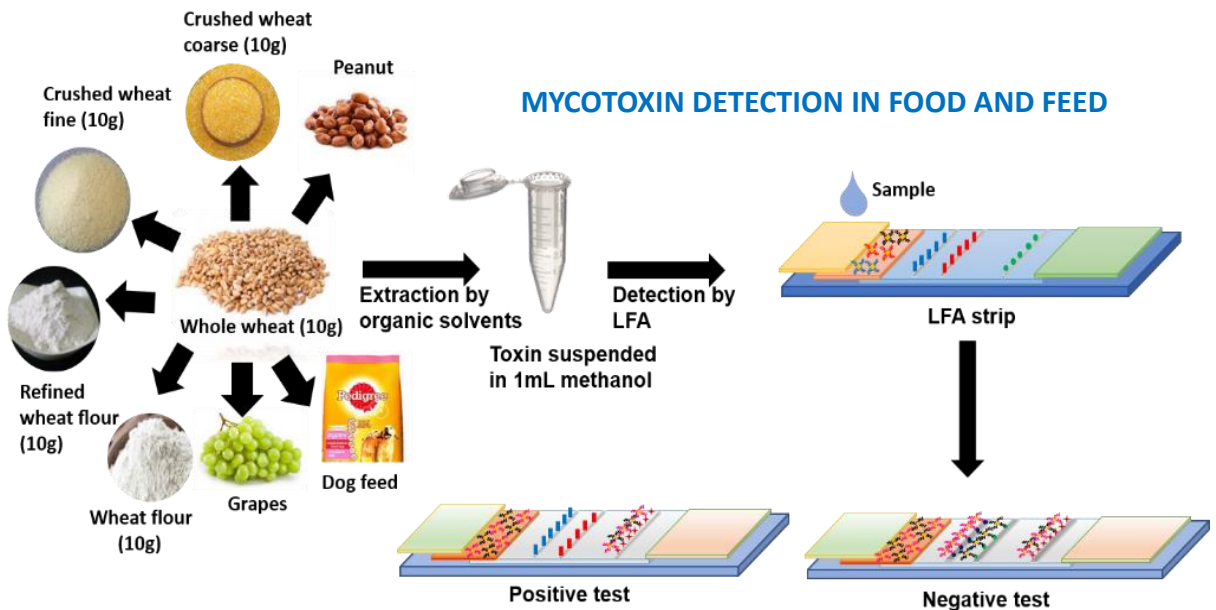 Crushed wheat
coarse (10g)
Peanut
MYCOTOXIN DETECTION IN FOOD AND FEED
Crushed wheat
fine (10g)
Sample
Whole wheat (10g)
Extraction by
organic solvents
Detection by
LFA
LFA strip
Toxin suspended
in 1mL methanol
Refined
wheat flour
(10g)
Pedigree
Wheat flour
(10g)
Grapes
Dog feed
Positive test
Negative test